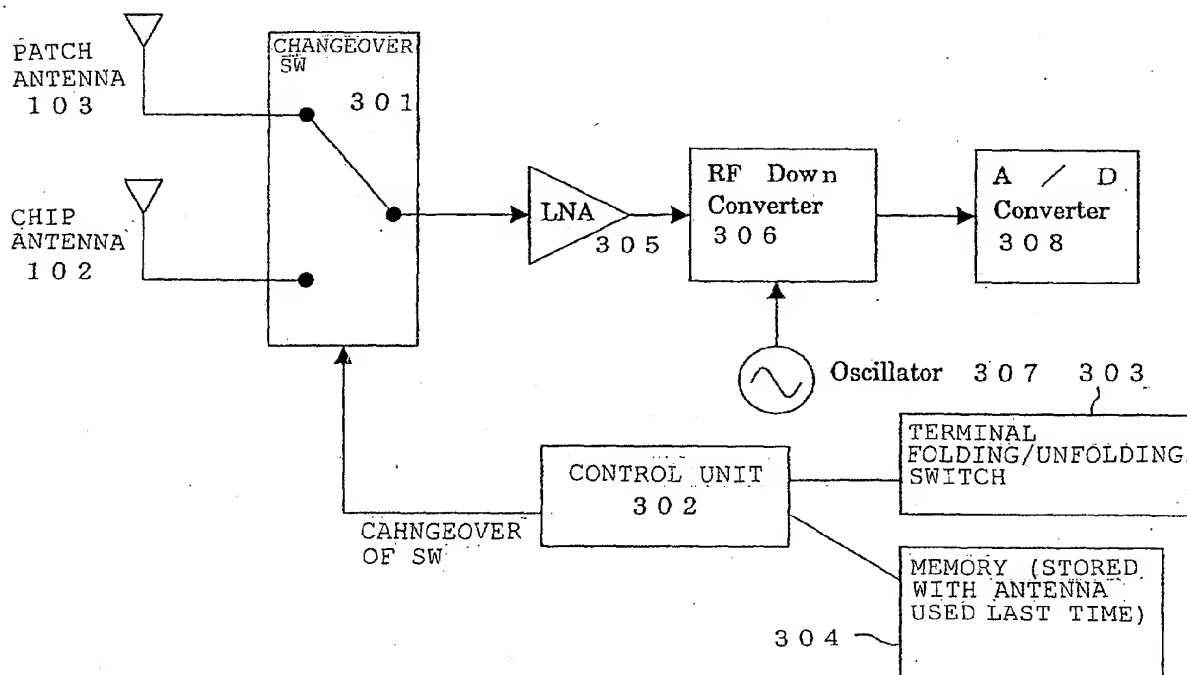 PATCH
ANTENNA
103
CHANGEOVER
SW
301
CHIP
ANTENNA
102
LNA
305
RF Down
Converter
306
A / D
Converter
308
Oscillator 307
303
TERMINAL
FOLDING/UNFOLDING
SWITCH
CONTROL UNIT
302
CAHNGEOVER
OF SW
MEMORY (STORED
WITH ANTENNA
USED LAST TIME)
304